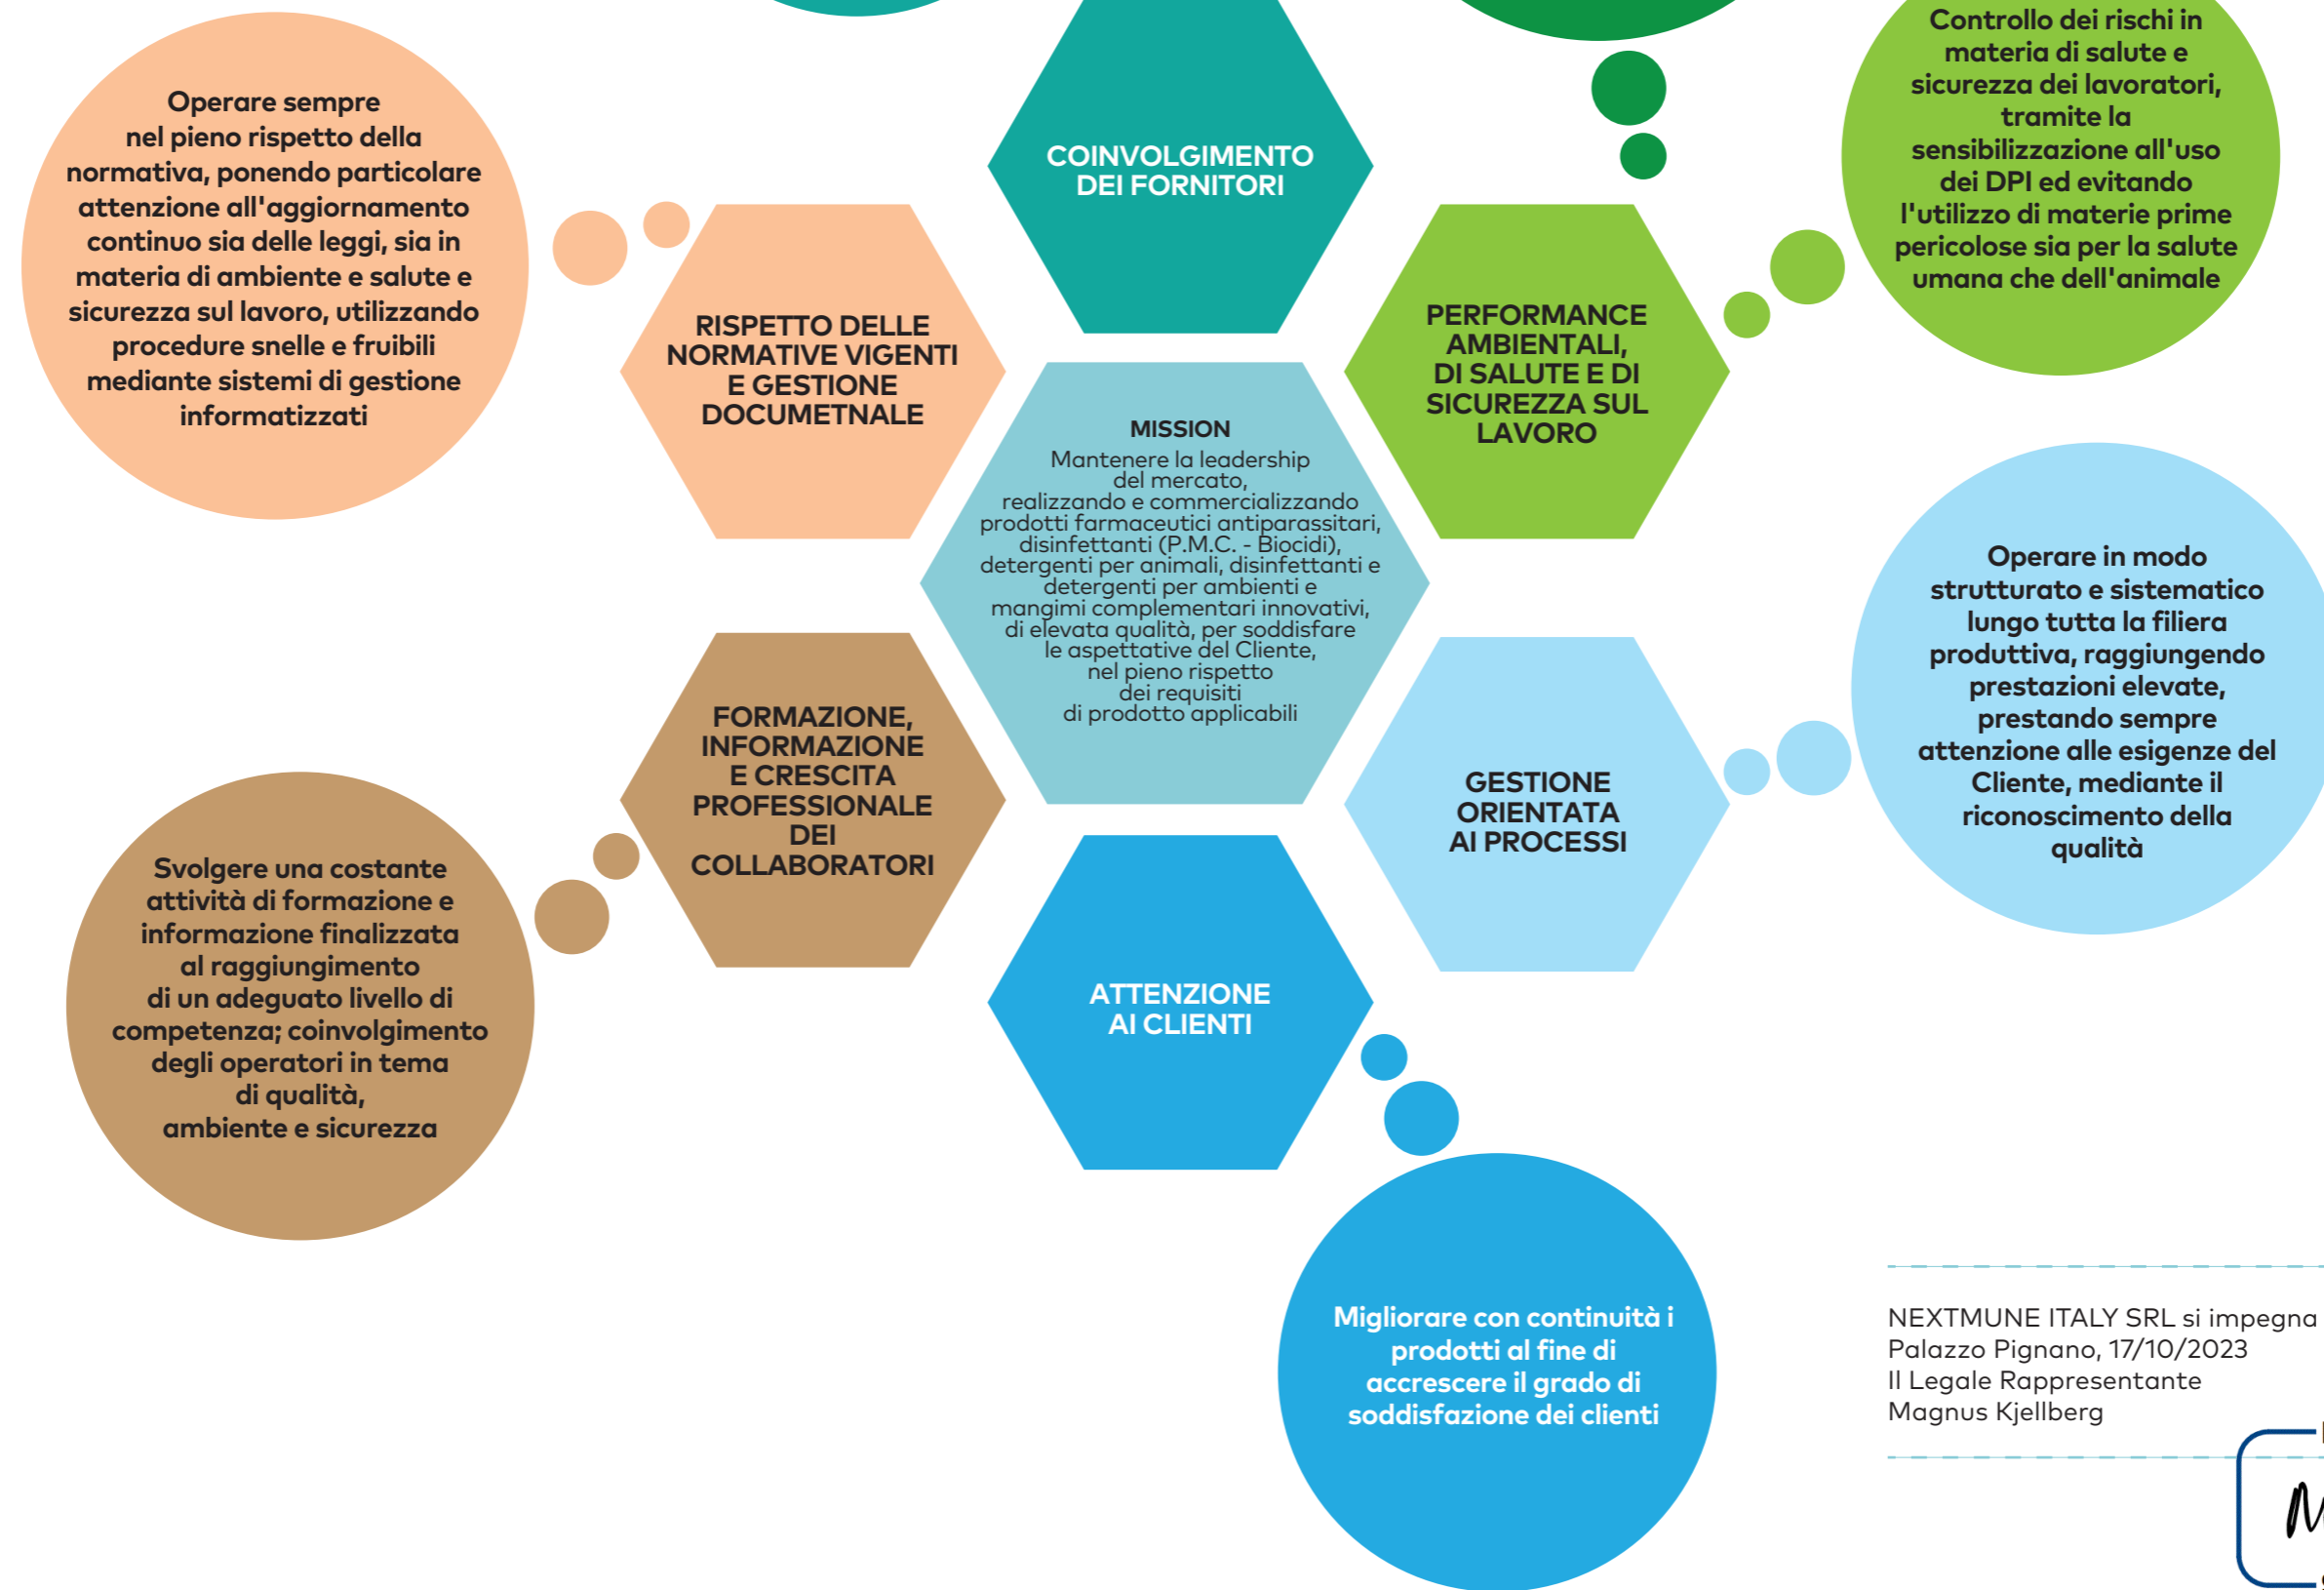 Operare sempre
nel pieno rispetto della
normativa, ponendo particolare
attenzione all'aggiornamento
continuo sia delle leggi, sia in
materia di ambiente e salute e
sicurezza sul lavoro, utilizzando
procedure snelle e fruibili
mediante sistemi di gestione
informatizzati
RISPETTO DELLE
NORMATIVE VIGENTI
E GESTIONE
DOCUMETNALE
COINVOLGIMENTO
DEI FORNITORI
PERFORMANCE
AMBIENTALI,
DI SALUTE E DI
SICUREZZA SUL
LAVORO
Controllo dei rischi in
materia di salute e
sicurezza dei lavoratori,
tramite la
sensibilizzazione all'uso
dei DPI ed evitando
l'utilizzo di materie prime
pericolose sia per la salute
umana che dell'animale
MISSION
Mantenere la leadership
del mercato,
realizzando e commercializzando
prodotti farmaceutici antiparassitari,
disinfettanti (P.M.C. - Biocidi),
detergenti per animali, disinfettanti e
detergenti per ambienti e
mangimi complementari innovativi,
di elevata qualità, per soddisfare
le aspettative del Cliente,
nel pieno rispetto
dei requisiti
di prodotto applicabili
Operare in modo
strutturato e sistematico
lungo tutta la filiera
produttiva, raggiungendo
prestazioni elevate,
prestando sempre
attenzione alle esigenze del
Cliente, mediante il
riconoscimento della
qualità
GESTIONE
ORIENTATA
AI PROCESSI
FORMAZIONE,
INFORMAZIONE
E CRESCITA
PROFESSIONALE
DEI
COLLABORATORI
Svolgere una costante
attività di formazione e
informazione finalizzata
al raggiungimento
di un adeguato livello di
competenza; coinvolgimento
degli operatori in tema
di qualità,
ambiente e sicurezza
ATTENZIONE
AI CLIENTI
Migliorare con continuità i
prodotti al fine di
accrescere il grado di
soddisfazione dei clienti
NEXTMUNE ITALY SRL si impegna
Palazzo Pignano, 17/10/2023
Il Legale Rappresentante
Magnus Kjellberg